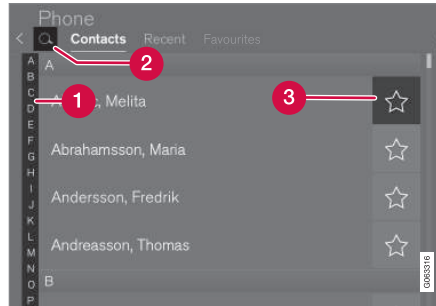 Phone
< Contacts Recent Favourites
2
A
B
C
D
E
F
G
H
I
J
K
L
M
N
O
P
A
1
, Melita
3
Abrahamsson, Maria
Andersson, Fredrik
Andreasson, Thomas
B
G063316